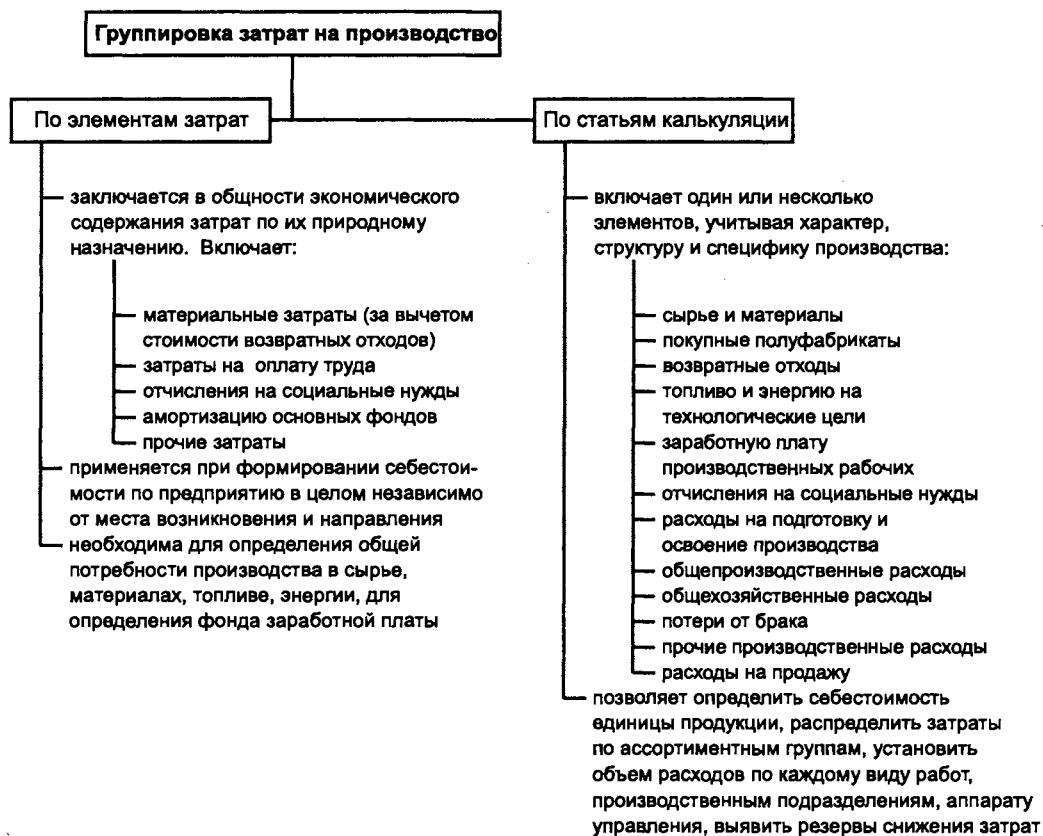 Группировка затрат на производство
По элементам затрат
заключается в общности экономического
содержания затрат по их природному
назначению. Включает:
материальные затраты (за вычетом
стоимости возвратных отходов)
затраты на оплату труда
отчисления на социальные нужды
амортизацию основных фондов
прочие затраты
применяется при формировании себестои-
мости по предприятию в целом независимо
от места возникновения и направления
необходима для определения общей
потребности производства в сырье,
материалах, топливе, энергии, для
определения фонда заработной платы
По статьям калькуляции
включает один или несколько
элементов, учитывая характер,
структуру и специфику производства:
сырье и материалы
покупные полуфабрикаты
возвратные отходы
топливо и энергию на
технологические цели
заработную плату
производственных рабочих
отчисления на социальные нужды
расходы на подготовку и
освоение производства
общепроизводственные расходы
общехозяйственные расходы
потери от брака
прочие производственные расходы
расходы на продажу
позволяет определить себестоимость
единицы продукции, распределить затраты
по ассортиментным группам, установить
объем расходов по каждому виду работ,
производственным подразделениям, аппарату
управления, выявить резервы снижения затрат